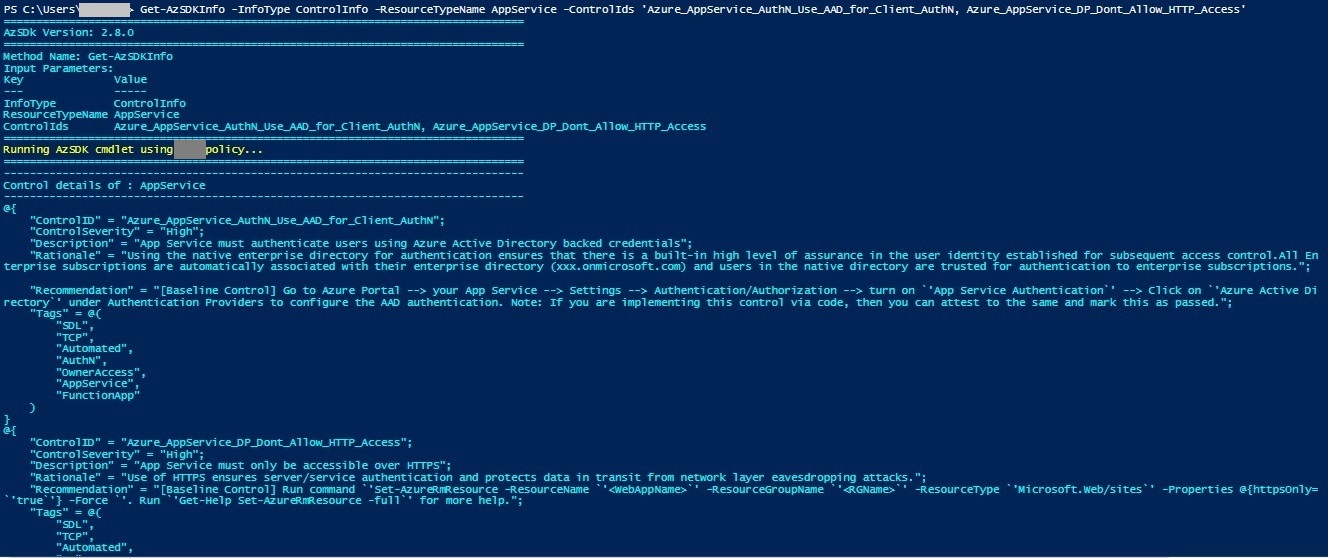 PS C:\Users\ > Get-AzSDKInfo -InfoType ControlInfo -ResourceTypeName AppService -ControlIds 'Azure_AppService_AuthN_Use_AAD_for_Client_AuthN, Azure_AppService_DP_Dont_Allow_HTTP_Access'
================================================================================
AzSDK Version: 2.8.0
================================================================================
Method Name: Get-AzSDKInfo
Input Parameters:
Key Value
--- -----
InfoType ControlInfo
ResourceTypeName AppService
ControlIds Azure_AppService_AuthN_Use_AAD_for_Client_AuthN, Azure_AppService_DP_Dont_Allow_HTTP_Access
================================================================================
Running AzSDK cmdlet using policy...
================================================================================
--------------------------------------------------------------------------------
Control details of : AppService
--------------------------------------------------------------------------------
@{
"ControlID" = "Azure_AppService_AuthN_Use_AAD_for_Client_AuthN";
"ControlSeverity" = "High";
"Description" = "App Service must authenticate users using Azure Active Directory backed credentials";
"Rationale" = "Using the native enterprise directory for authentication ensures that there is a built-in high level of assurance in the user identity established for subsequent access control.All En
terprise subscriptions are automatically associated with their enterprise directory (xxx.onmicrosoft.com) and users in the native directory are trusted for authentication to enterprise subscriptions.";
"Recommendation" = "[Baseline Control] Go to Azure Portal --> your App Service --> Settings --> Authentication/Authorization --> turn on `'App Service Authentication`' --> Click on `'Azure Active Di
rectory`' under Authentication Providers to configure the AAD authentication. Note: If you are implementing this control via code, then you can attest to the same and mark this as passed.";
"Tags" = @(
"SDL",
"TCP",
"Automated",
"AuthN",
"OwnerAccess",
"AppService",
"FunctionApp"
)
}
@{
"ControlID" = "Azure_AppService_DP_Dont_Allow_HTTP_Access";
"ControlSeverity" = "High";
"Description" = "App Service must only be accessible over HTTPS";
"Rationale" = "Use of HTTPS ensures server/service authentication and protects data in transit from network layer eavesdropping attacks.";
"Recommendation" = "[Baseline Control] Run command `'Set-AzureRmResource -ResourceName `'<WebAppName>`' -ResourceGroupName `'<RGName>`' -ResourceType `'Microsoft.Web/sites`' -Properties @{httpsOnly=
`'true`'} -Force `'. Run `'Get-Help Set-AzureRmResource -full`' for more help.";
"Tags" = @(
"SDL",
"TCP",
"Automated",